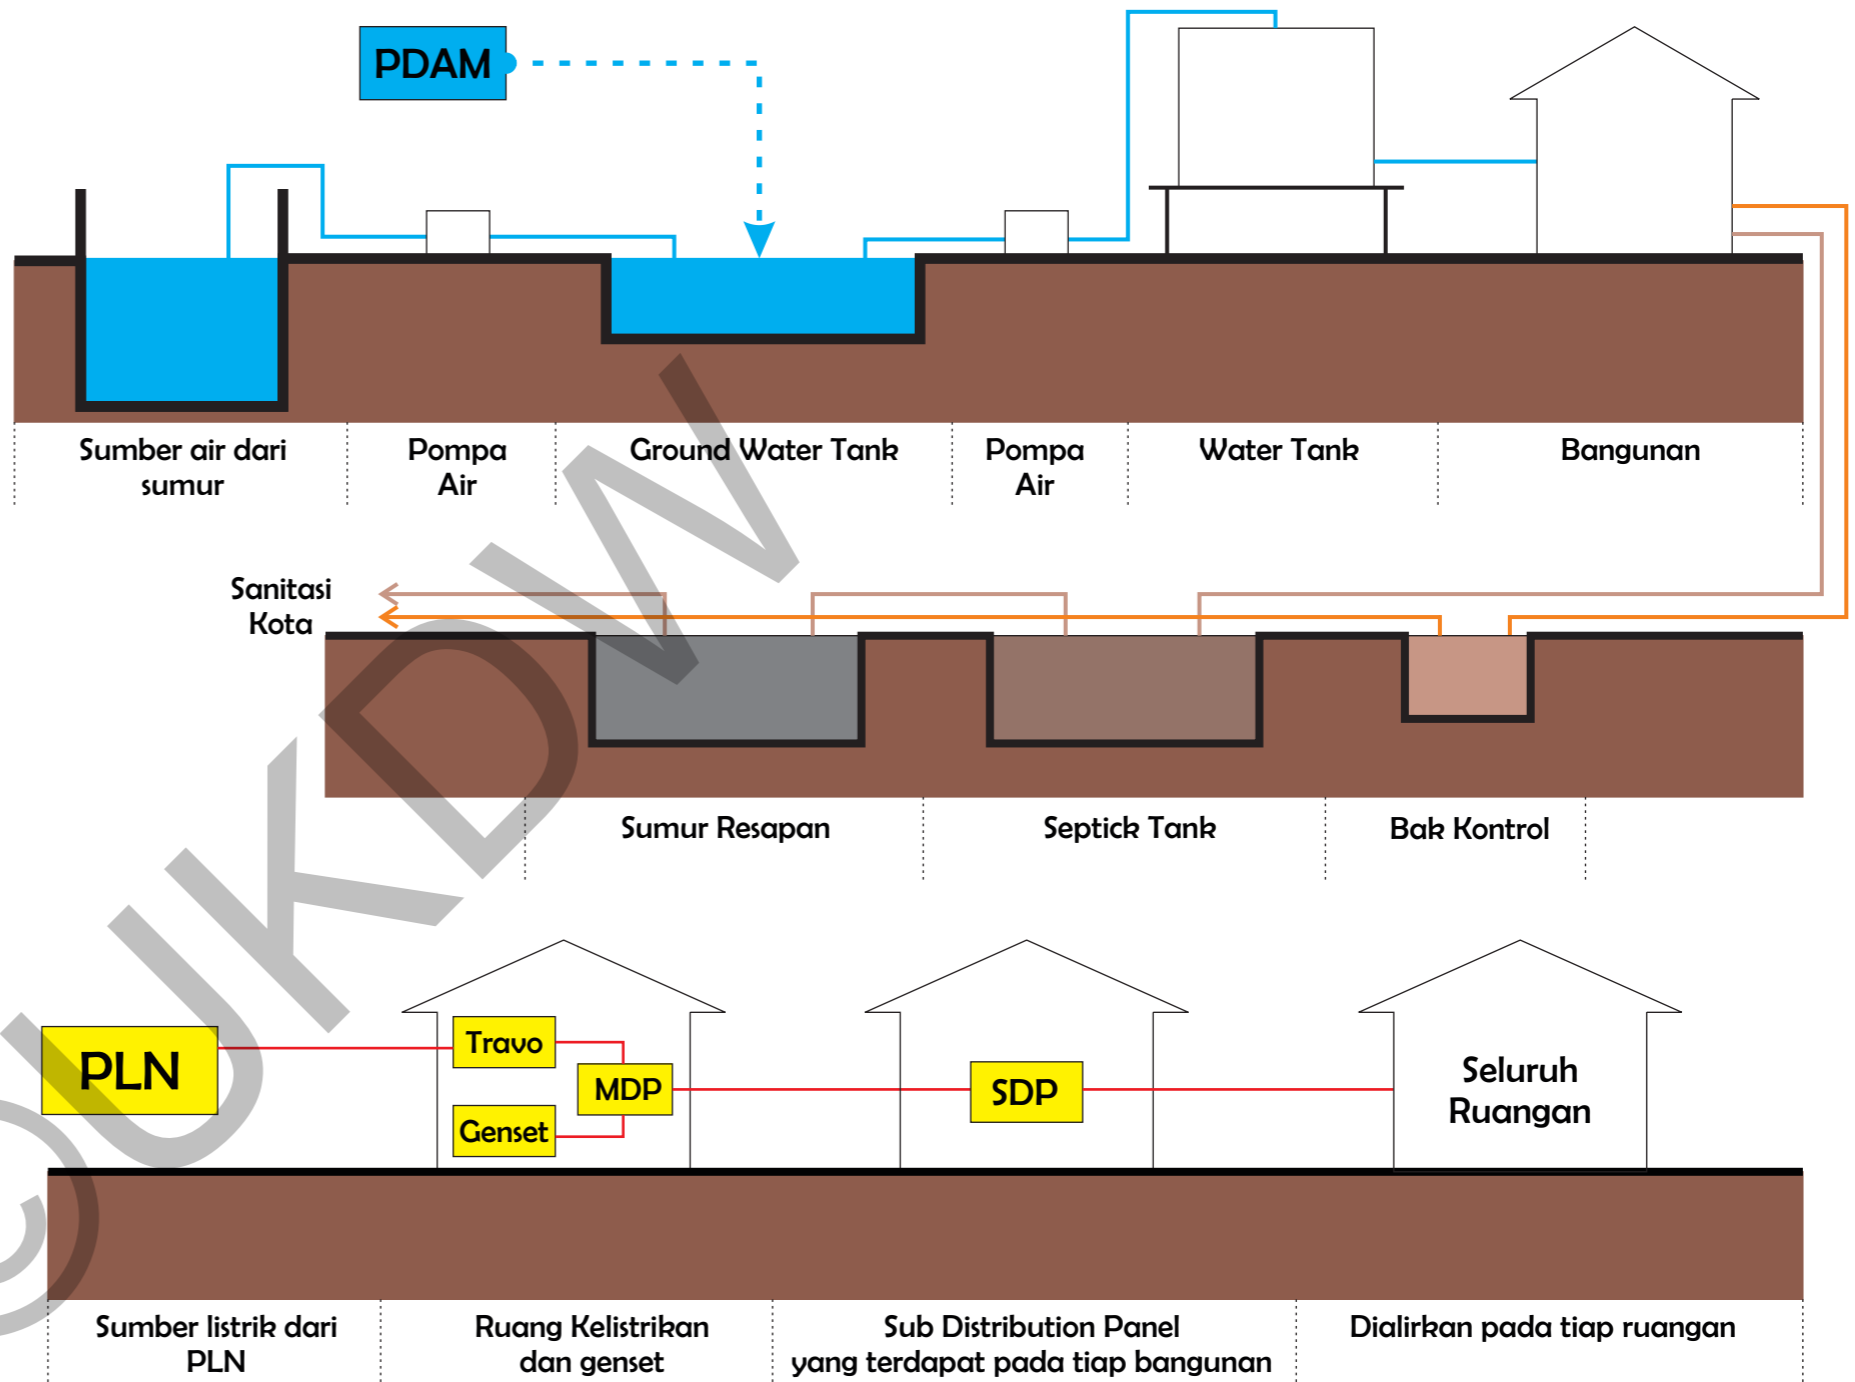 PDAM
Sumber air dari
sumur
Pompa
Air
Ground Water Tank
Pompa
Air
Water Tank
Bangunan
Sanitasi
Kota
Sumur Resapan
Septick Tank
Bak Kontrol
PLN
Travo
Genset
MDP
SDP
Seluruh
Ruangan
Sumber listrik dari
PLN
Ruang Kelistrikan
dan genset
Sub Distribution Panel
yang terdapat pada tiap bangunan
Dialirkan pada tiap ruangan
©UKDW